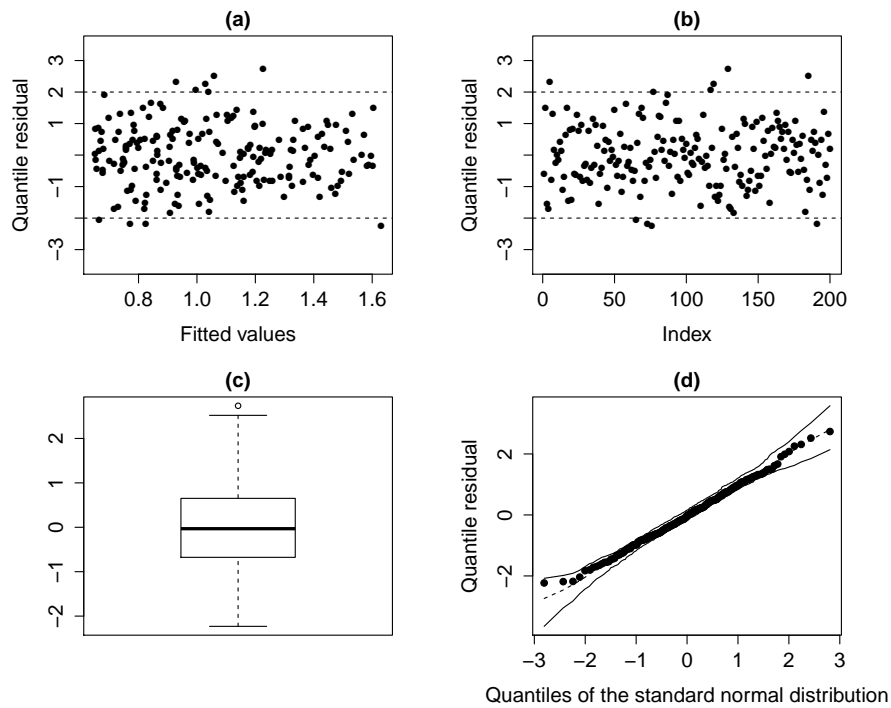 (a)
Quantile residual
3
2
1
−1
−3
0.8 1.0 1.2 1.4 1.6
Fitted values
(b)
Quantile residual
3
2
1
−1
−3
0 50 100 150 200
Index
(c)
2
1
0
−1
−2
(d)
Quantile residual
2
0
−2
−3 −2 −1 0 1 2 3
Quantiles of the standard normal distribution